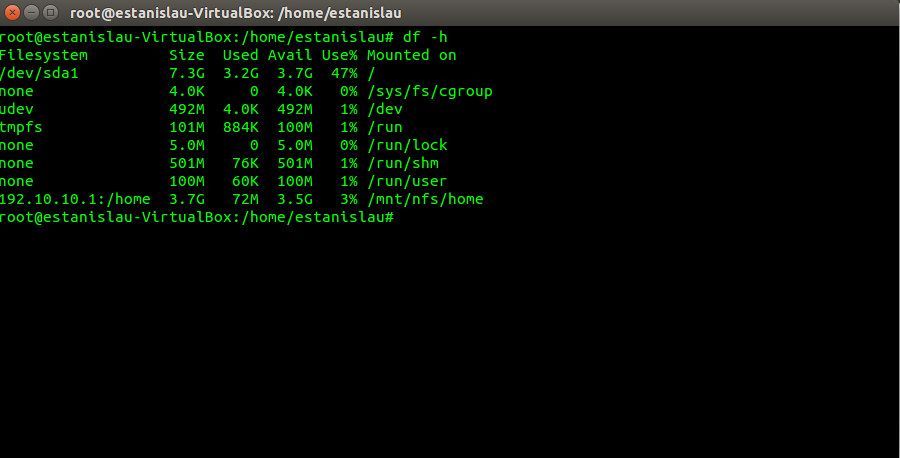 root@estanislau-VirtualBox: /home/estanislau
root@estanislau-VirtualBox:/home/estanislau# df -h
Filesystem         Size  Used Avail Use% Mounted on
/dev/sda1          7.3G  3.2G  3.7G  47% /
none               4.0K     0  4.0K   0% /sys/fs/cgroup
udev               492M  4.0K  492M   1% /dev
tmpfs              101M  884K  100M   1% /run
none               5.0M     0  5.0M   0% /run/lock
none               501M   76K  501M   1% /run/shm
none               100M   60K  100M   1% /run/user
192.10.10.1:/home  3.7G   72M  3.5G   3% /mnt/nfs/home
root@estanislau-VirtualBox:/home/estanislau#